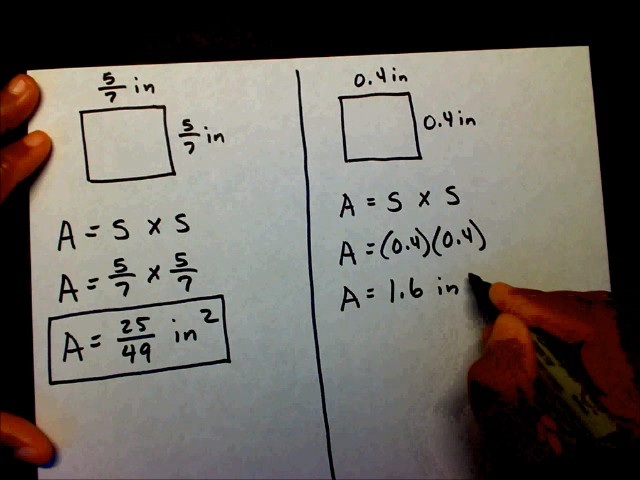 5/7 in
5/7 in
A = S × S
A = 5/7 × 5/7
A = 25/49 in²
0.4 in
0.4 in
A = S × S
A = (0.4)(0.4)
A = 1.6 in